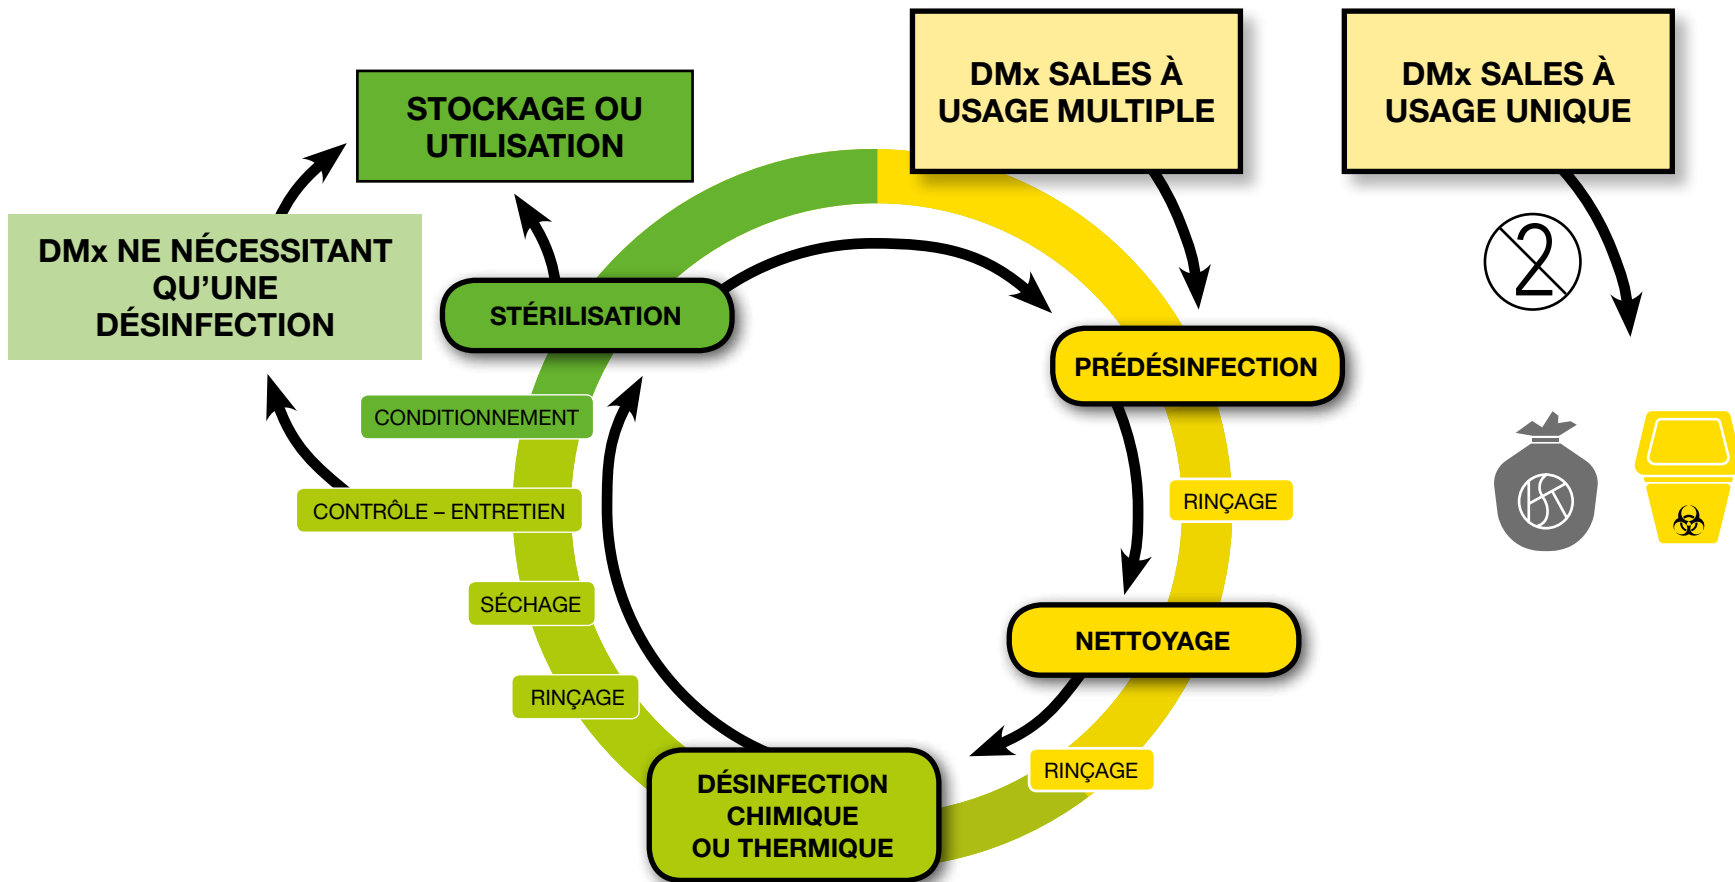 DMx SALES À
USAGE MULTIPLE
DMx SALES À
USAGE UNIQUE
STOCKAGE OU
UTILISATION
DMx NE NÉCESSITANT
QU’UNE
DÉSINFECTION
STÉRILISATION
PRÉDÉSINFECTION
CONDITIONNEMENT
CONTRÔLE – ENTRETIEN
RINÇAGE
SÉCHAGE
NETTOYAGE
RINÇAGE
RINÇAGE
DÉSINFECTION
CHIMIQUE
OU THERMIQUE
2